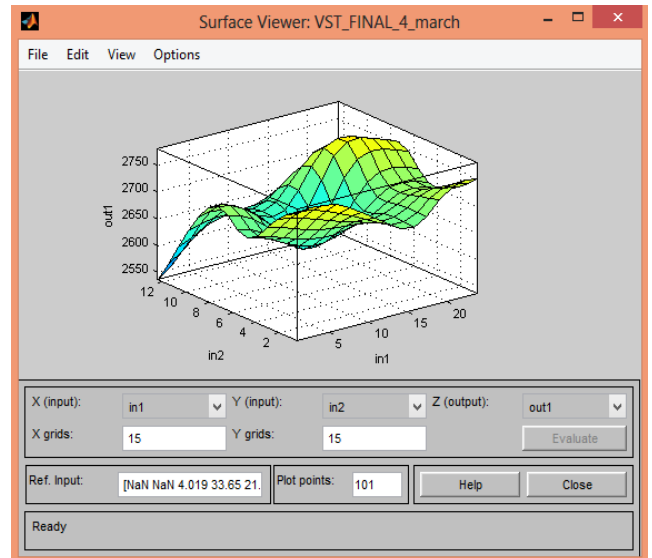 Surface Viewer: VST_FINAL_4_march
File Edit View Options
2750
2700
2650
2600
2550
out1
12
10
8
6
4
2
in2
5
10
15
20
in1
X (input): in1 Y (input): in2 Z (output): out1
X grids: 15 Y grids: 15 Evaluate
Ref. Input: [NaN NaN 4.019 33.65 21. Plot points: 101 Help Close
Ready